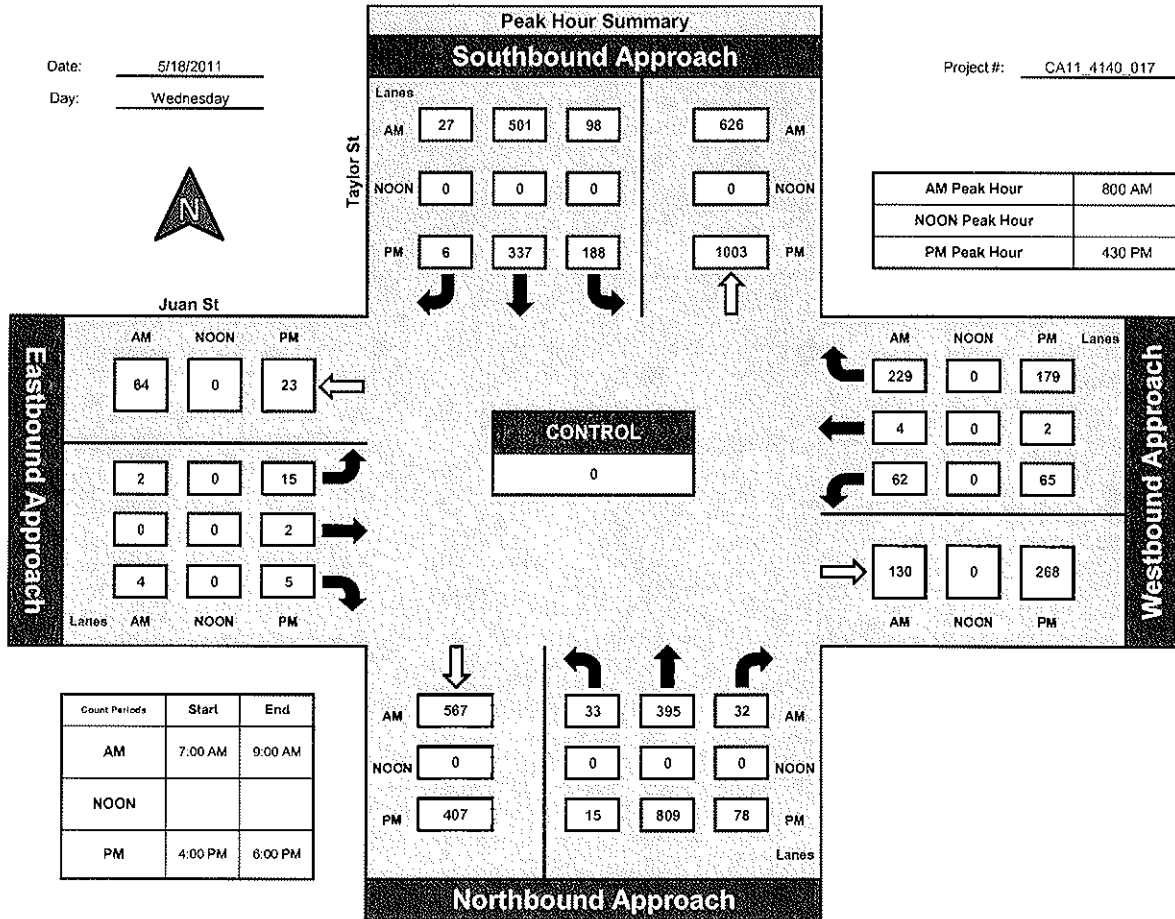 Peak Hour Summary
Southbound Approach
Date: 5/18/2011
Day: Wednesday
Project #: CA11_4140_017
N
Taylor St
Lanes
AM 27 501 98 626 AM
NOON 0 0 0 0 NOON
PM 6 337 188 1003 PM
AM Peak Hour 800 AM
NOON Peak Hour
PM Peak Hour 430 PM
Juan St
Eastbound Approach
AM NOON PM
64 0 23
2 0 15
0 0 2
4 0 5
Lanes AM NOON PM
CONTROL
0
AM NOON PM Lanes
229 0 179
4 0 2
62 0 65
130 0 268
AM NOON PM
Westbound Approach
Count Periods Start End
AM 7:00 AM 9:00 AM
NOON
PM 4:00 PM 6:00 PM
AM 567 33 395 32 AM
NOON 0 0 0 0 NOON
PM 407 15 809 78 PM
Lanes
Northbound Approach